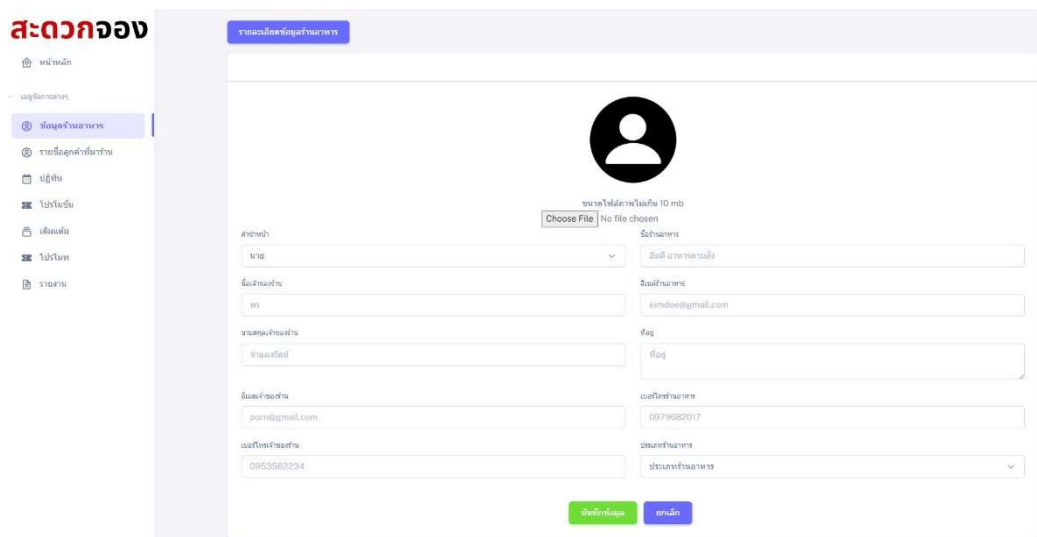 สะดวกจอง
หน้าหลัก
เมนูจัดการต่างๆ
ข้อมูลร้านอาหาร
รายชื่อลูกค้าที่มาร้าน
ปฏิทิน
โปรโมชัน
แต้มแต้ม
โปรโมท
รายงาน
รายละเอียดข้อมูลร้านอาหาร
ขนาดไฟล์ภาพไม่เกิน 10 mb
Choose File No file chosen
คำนำหน้า
นาย
ชื่อร้านอาหาร
อิ่มดี อาหารตามสั่ง
ชื่อเจ้าของร้าน
พร
อีเมลร้านอาหาร
eimdee@gmail.com
นามสกุลเจ้าของร้าน
จำนงรัตน์
ที่อยู่
ที่อยู่
อีเมลเจ้าของร้าน
porn@gmail.com
เบอร์โทรร้านอาหาร
0979682017
เบอร์โทรเจ้าของร้าน
0953582234
ประเภทร้านอาหาร
ประเภทร้านอาหาร
บันทึกข้อมูล
ยกเลิก